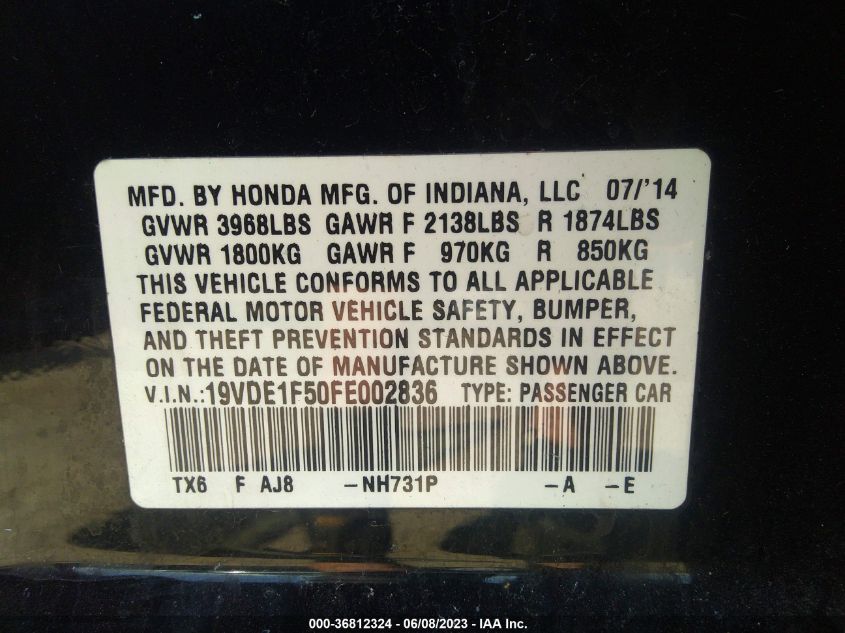 MFD. BY HONDA MFG. OF INDIANA, LLC 07/'14
GVWR 3968LBS GAWR F 2138LBS R 1874LBS
GVWR 1800KG GAWR F 970KG R 850KG
THIS VEHICLE CONFORMS TO ALL APPLICABLE
FEDERAL MOTOR VEHICLE SAFETY, BUMPER,
AND THEFT PREVENTION STANDARDS IN EFFECT
ON THE DATE OF MANUFACTURE SHOWN ABOVE.
V.I.N.:19VDE1F50FE002836 TYPE: PASSENGER CAR
TX6 F AJ8 -NH731P -A -E
000-36812324 - 06/08/2023 - IAA Inc.